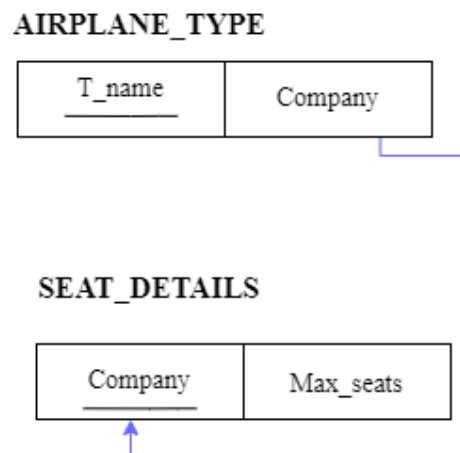 AIRPLANE_TYPE
T_name Company
SEAT_DETAILS
Company Max_seats